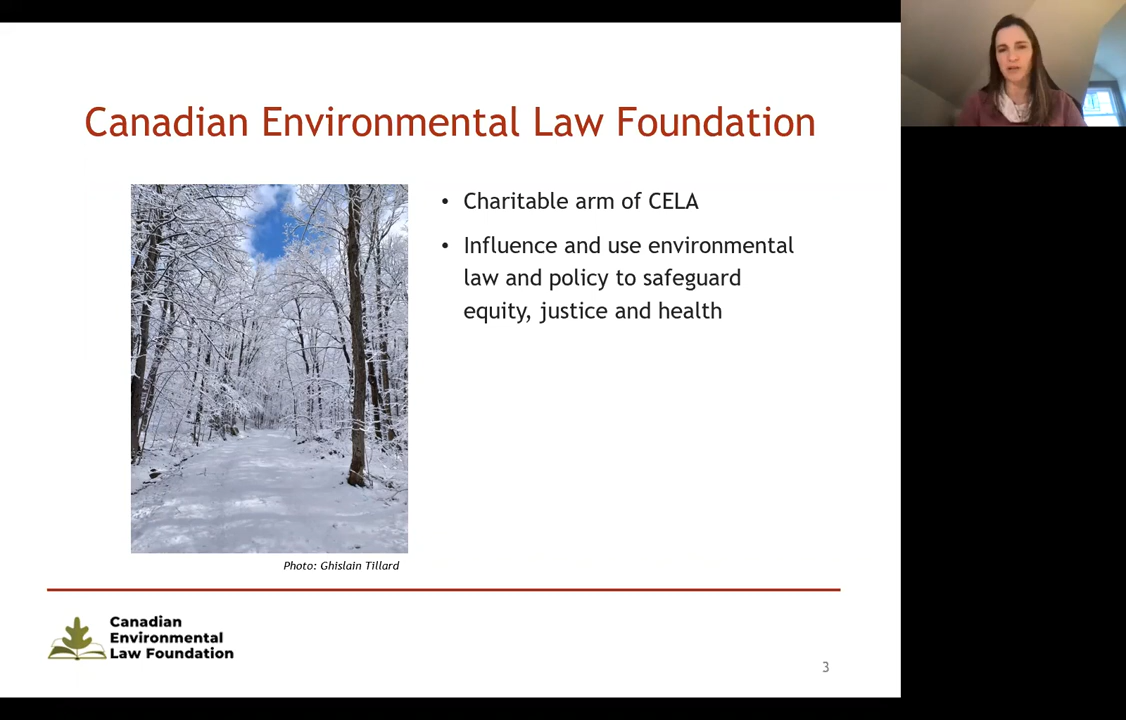 Canadian Environmental Law Foundation
• Charitable arm of CELA
• Influence and use environmental
law and policy to safeguard
equity, justice and health
Photo: Ghislain Tillard
Canadian
Environmental
Law Foundation
3